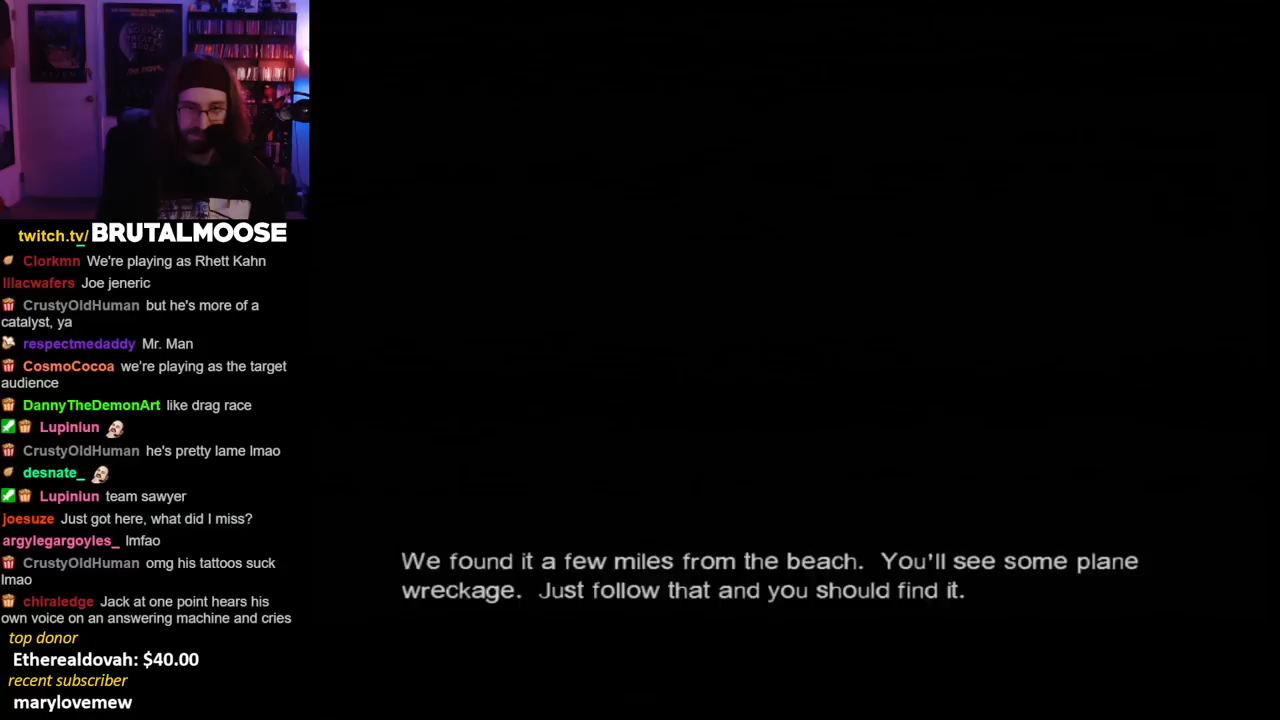 twitch.tv/BRUTALMOOSE
Clorkmn We're playing as Rhett Kahn
lilacwafers Joe jeneric
CrustyOldHuman but he's more of a
catalyst, ya
respectmedaddy Mr. Man
CosmoCocoa we're playing as the target
audience
DannyTheDemonArt like drag race
Lupiniun
CrustyOldHuman he's pretty lame lmao
desnate_
Lupiniun team sawyer
joesuze Just got here, what did I miss?
argylegargoyles_ lmfao
CrustyOldHuman omg his tattoos suck
lmao
chiraledge Jack at one point hears his
own voice on an answering machine and cries
top donor
Etherealdovah: $40.00
recent subscriber
marylovemew
We found it a few miles from the beach. You'll see some plane
wreckage. Just follow that and you should find it.